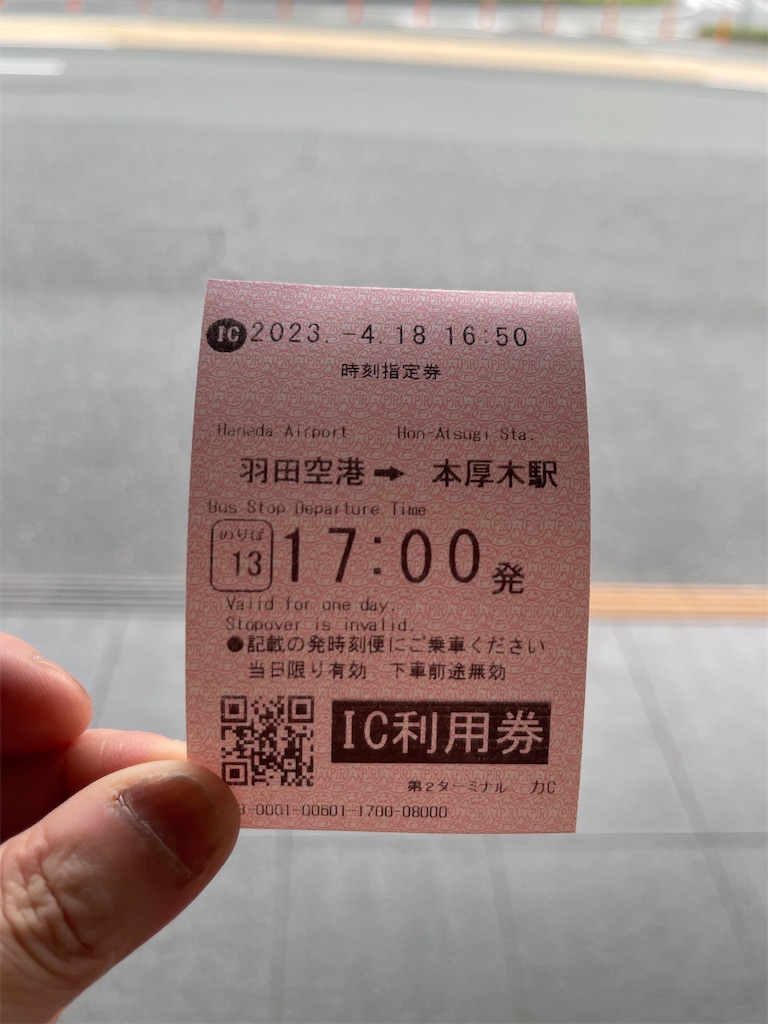 IC 2023.-4.18 16:50
時刻指定券
Haneda Airport Hon-Atsugi Sta.
羽田空港➡ 本厚木駅
Bus Stop Departure Time
のりば
13 17:00発
Valid for one day.
Stopover is invalid.
●記載の発時刻便にご乗車ください
当日限り有効 下車前途無効
IC利用券
第2ターミナル カC
-0001-00601-1700-08000